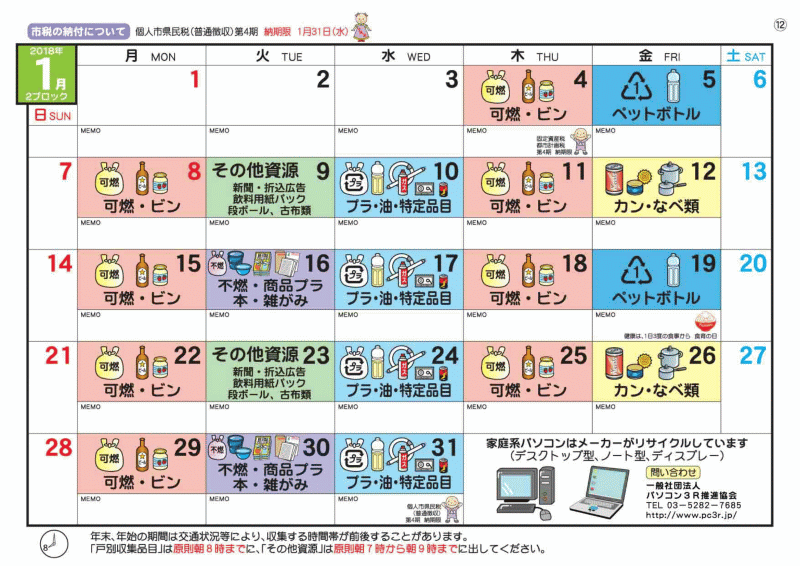 市税の納付について 個人市県民税(普通徴収)第4期 納期限 1月31日(水)
⑫
2018年
1月
2ブロック
日 SUN 月 MON 火 TUE 水 WED 木 THU 金 FRI 土 SAT
1 2 3 4 5 6
可燃
可燃・ビン
1
ペットボトル
MEMO MEMO MEMO MEMO MEMO
固定資産税
都市計画税
第4期 納期限
7 8 9 10 11 12 13
可燃
可燃・ビン
その他資源
新聞・折込広告
飲料用紙パック
段ボール、古布類
プラ
プラ・油・特定品目
可燃
可燃・ビン
カン・なべ類
MEMO MEMO MEMO MEMO MEMO
14 15 16 17 18 19 20
可燃
可燃・ビン
不燃
不燃・商品プラ
本・雑がみ
プラ
プラ・油・特定品目
可燃
可燃・ビン
1
ペットボトル
MEMO MEMO MEMO MEMO MEMO
健康は、1日3度の食事から 食育の日
21 22 23 24 25 26 27
可燃
可燃・ビン
その他資源
新聞・折込広告
飲料用紙パック
段ボール、古布類
プラ
プラ・油・特定品目
可燃
可燃・ビン
カン・なべ類
MEMO MEMO MEMO MEMO MEMO
28 29 30 31
可燃
可燃・ビン
不燃
不燃・商品プラ
本・雑がみ
プラ
プラ・油・特定品目
MEMO MEMO MEMO
個人市県民税
(普通徴収)
第4期 納期限
家庭系パソコンはメーカーがリサイクルしています
(デスクトップ型、ノート型、ディスプレー)
問い合わせ
一般社団法人
パソコン3R推進協会
TEL 03-5282-7685
http://www.pc3r.jp/
8
年末、年始の期間は交通状況等により、収集する時間帯が前後することがあります。
「戸別収集品目」は原則朝8時までに、「その他資源」は原則朝7時から朝9時までに出してください。